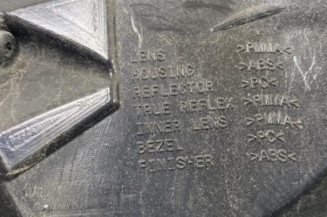 LENS >PMMA<
HOUSING >ABS<
REFLECTOR >PC<
TRUE REFLEX >PMMA<
INNER LENS >PMMA<
BEZEL >PC<
FINISHER >ABS<